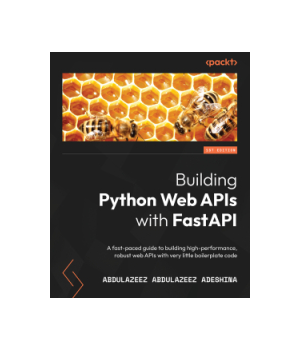 <packt>
1ST EDITION
Building
Python Web APIs
with FastAPI
A fast-paced guide to building high-performance,
robust web APIs with very little boilerplate code
ABDULAZEEZ ABDULAZEEZ ADESHINA